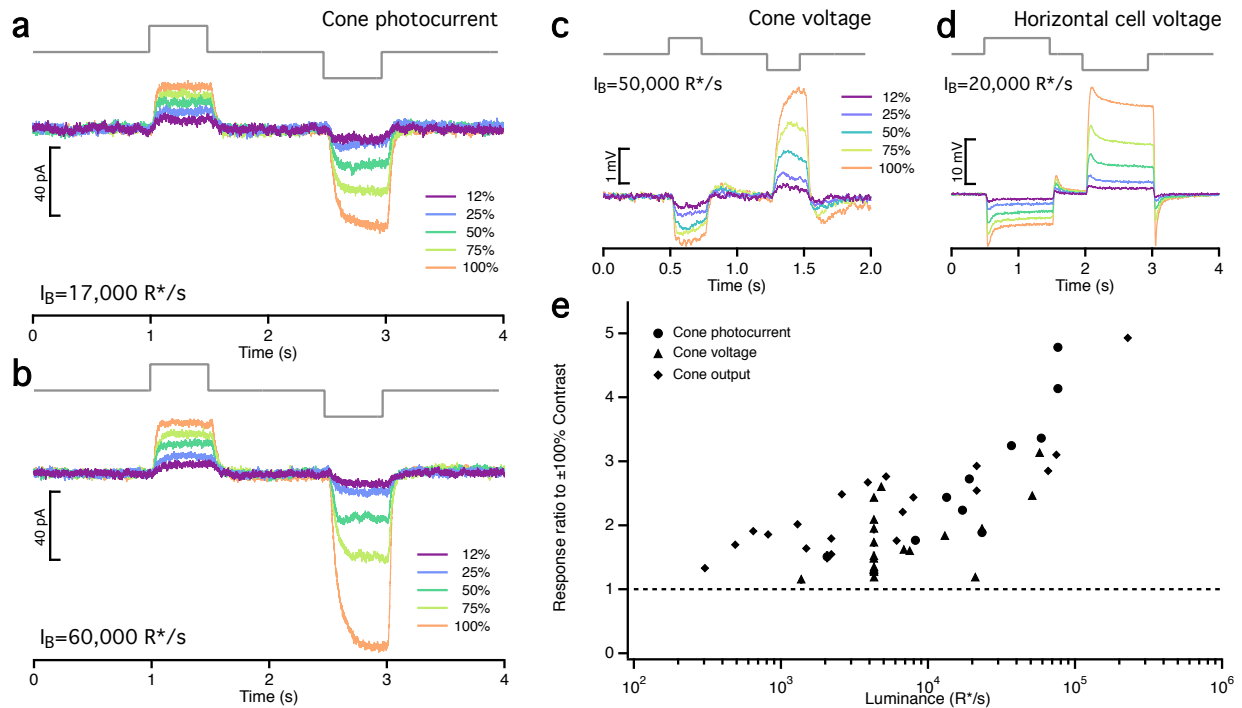 a
Cone photocurrent
40 pA
12%
25%
50%
75%
100%
I_B=17,000 R*/s
0 1 2 3 4
Time (s)
b
40 pA
12%
25%
50%
75%
100%
I_B=60,000 R*/s
0 1 2 3 4
Time (s)
c
Cone voltage
I_B=50,000 R*/s
12%
25%
50%
75%
100%
1 mV
0.0 0.5 1.0 1.5 2.0
Time (s)
d
Horizontal cell voltage
I_B=20,000 R*/s
10 mV
0 1 2 3 4
Time (s)
e
Cone photocurrent
Cone voltage
Cone output
Response ratio to ±100% Contrast
5
4
3
2
1
0
10² 10³ 10⁴ 10⁵ 10⁶
Luminance (R*/s)